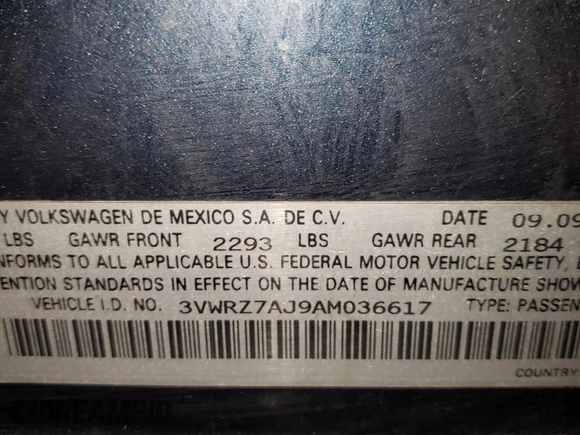 Y VOLKSWAGEN DE MEXICO S.A. DE C.V. DATE 09.09
LBS GAWR FRONT 2293 LBS GAWR REAR 2184
NFORMS TO ALL APPLICABLE U.S. FEDERAL MOTOR VEHICLE SAFETY,
ENTION STANDARDS IN EFFECT ON THE DATE OF MANUFACTURE SHOW
VEHICLE I.D. NO. 3VWRZ7AJ9AM036617 TYPE: PASSEN
COUNTRY